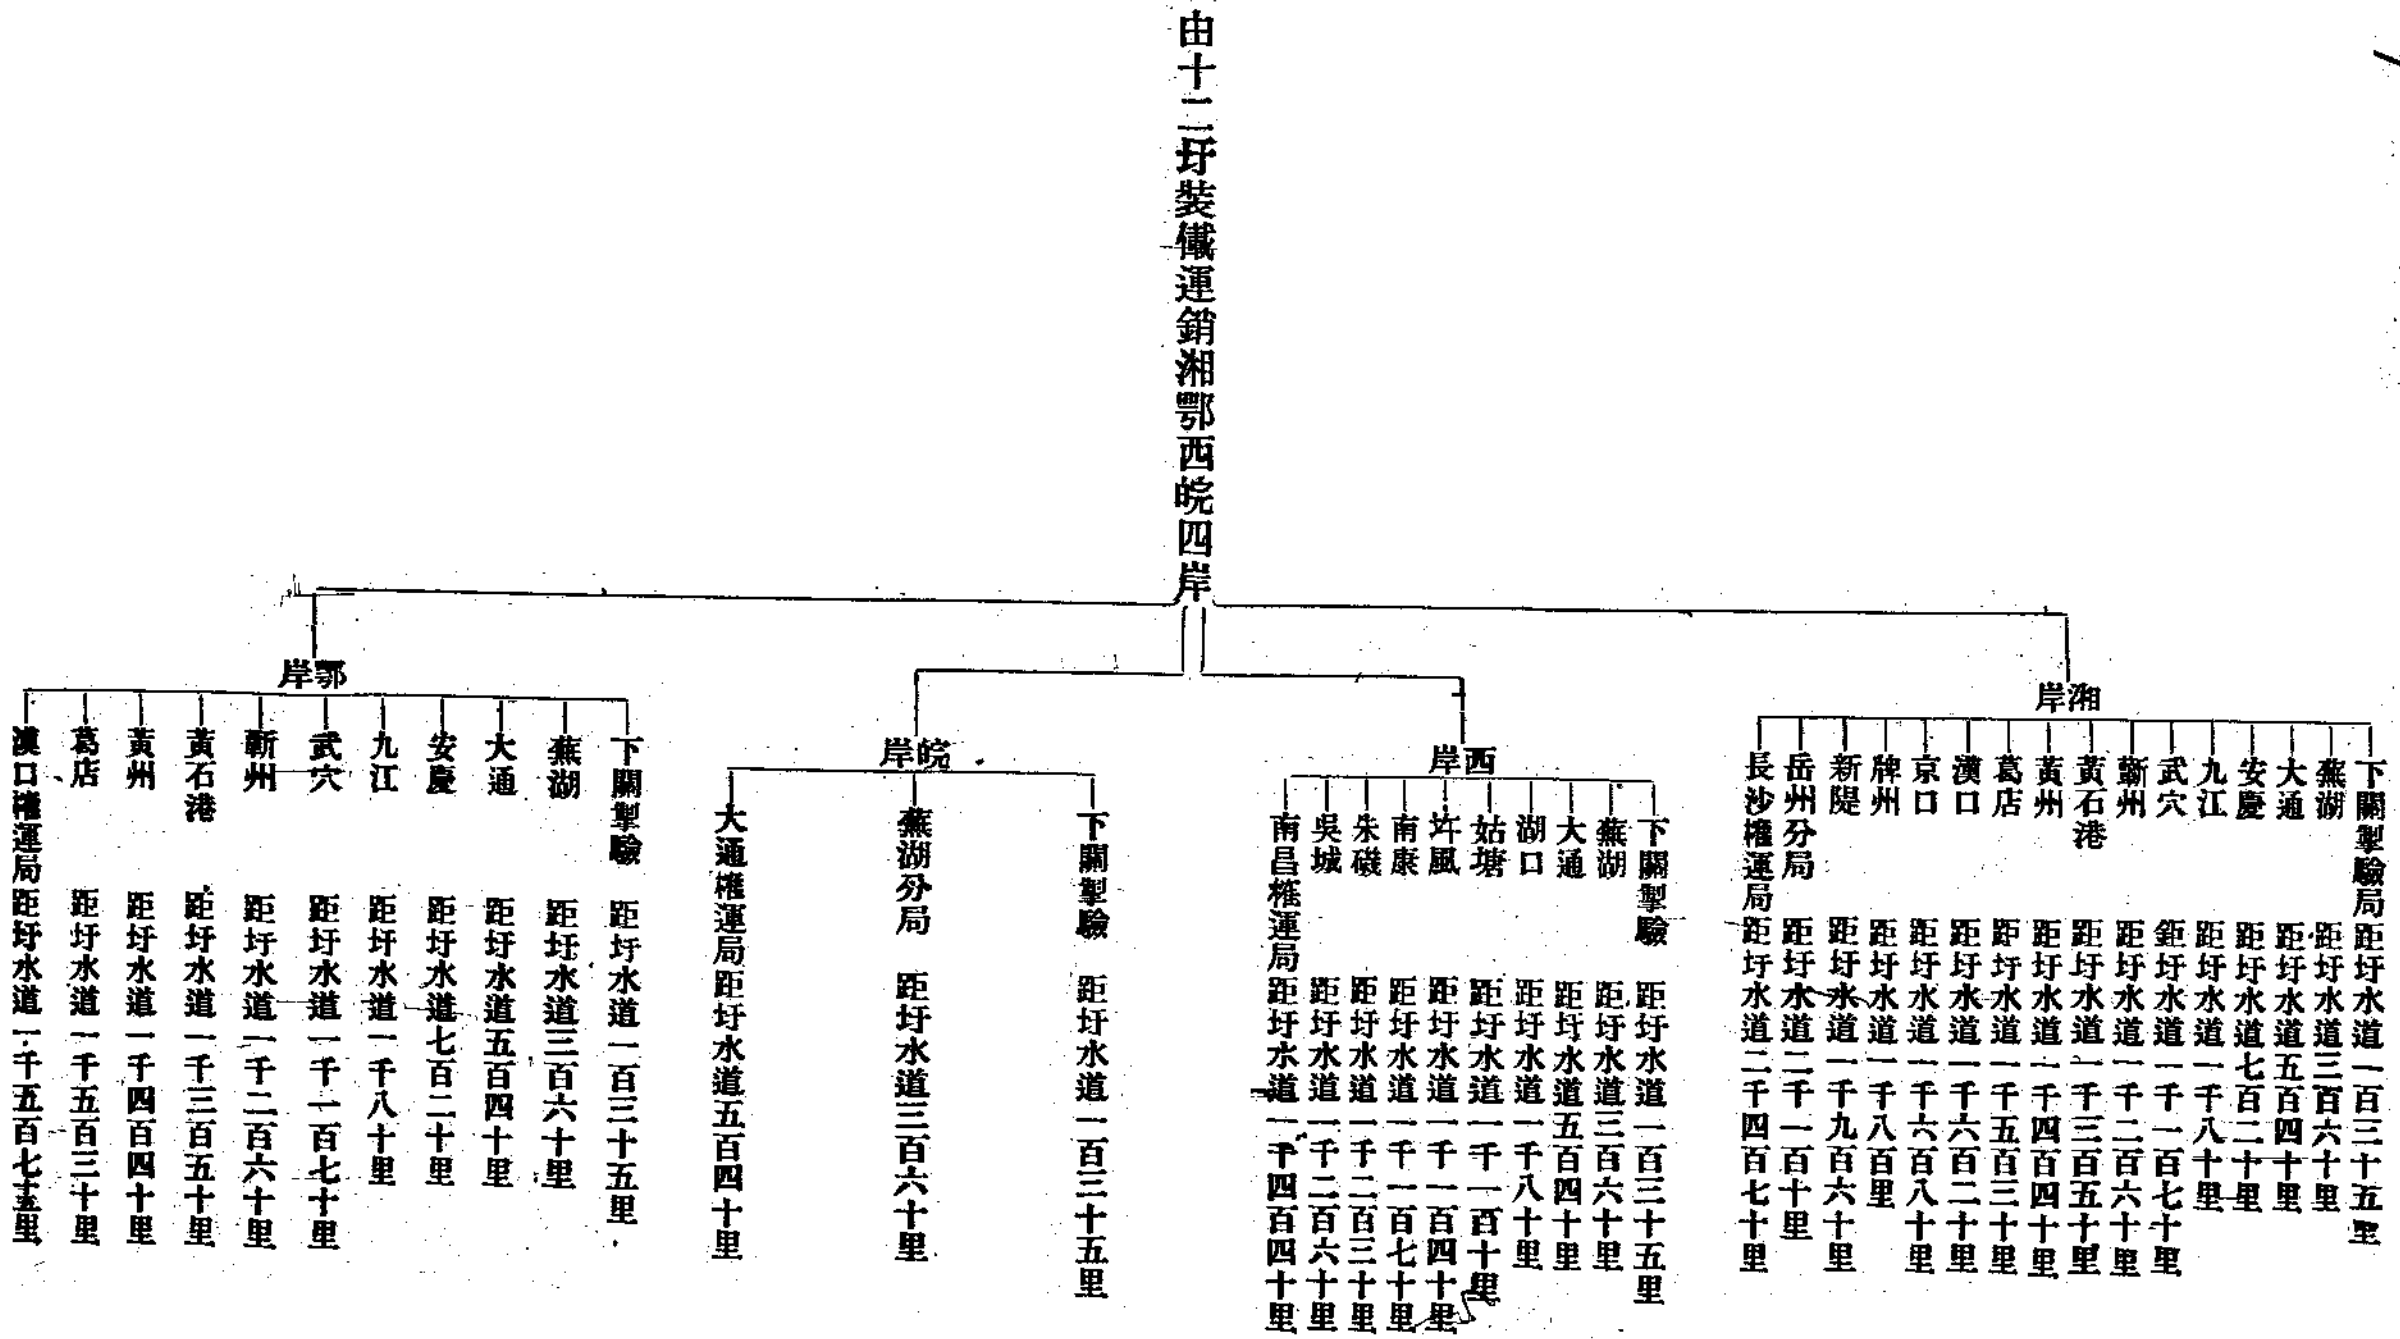 由十二圩裝儎運銷湘鄂西皖四岸
湘岸
下關掣驗局距圩水道一百三十五里
蕪湖 距圩水道三百六十里
大通 距圩水道五百四十里
安慶 距圩水道七百二十里
九江 距圩水道一千八十里
武穴 鉅圩水道一千一百七十里
蘄州 距圩水道一千二百六十里
黃石港 距圩水道一千三百五十里
黃州 距圩水道一千四百四十里
葛店 距圩水道一千五百三十里
漢口 距圩水道一千六百二十里
京口 距圩水道一千六百八十里
牌州 距圩水道一千八百里
新隄 距圩水道一千九百六十里
岳州分局 距圩水道二千一百十里
長沙榷運局距圩水道二千四百七十里
西岸
下關掣驗 距圩水道一百三十五里
蕪湖 距圩水道三百六十里
大通 距圩水道五百四十里
湖口 距圩水道一千八十里
姑塘 距圩水道一千一百十里
圩風 距圩水道一千一百四十里
南康 距圩水道一千一百七十里
朱磯 距圩水道一千二百三十里
吳城 距圩水道一千二百六十里
南昌榷運局距圩水道一千四百四十里
皖岸
下關掣驗 距圩水道一百三十五里
蕪湖分局 距圩水道三百六十里
大通榷運局距圩水道五百四十里
鄂岸
下關掣驗 距圩水道一百三十五里
蕪湖 距圩水道三百六十里
大通 距圩水道五百四十里
安慶 距圩水道七百二十里
九江 距圩水道一千八十里
武穴 距圩水道一千一百七十里
蘄州 距圩水道一千二百六十里
黃石港 距圩水道一千三百五十里
黃州 距圩水道一千四百四十里
葛店 距圩水道一千五百三十里
漢口榷運局距圩水道一千五百七十五里